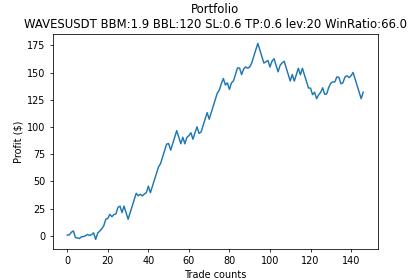 Portfolio
WAVESUSDT BBM:1.9 BBL:120 SL:0.6 TP:0.6 lev:20 WinRatio:66.0
175
150
125
100
75
50
25
0
Profit ($)
0 20 40 60 80 100 120 140
Trade counts